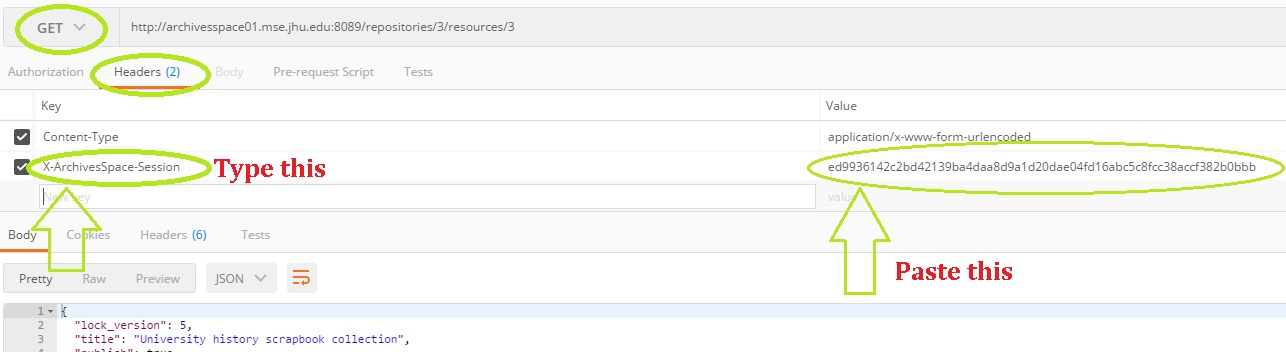 GET http://archivesspace01.mse.jhu.edu:8089/repositories/3/resources/3
Authorization Headers (2) Body Pre-request Script Tests
Key Value
Content-Type application/x-www-form-urlencoded
X-ArchivesSpace-Session Type this ed9936142c2bd42139ba4daa8d9a1d20dae04fd16abc5c8fcc38accf382b0bbb
New key value
Body Cookies Headers (6) Tests
Paste this
Pretty Raw Preview JSON
1 {
2 "lock_version": 5,
3 "title": "University history scrapbook collection",